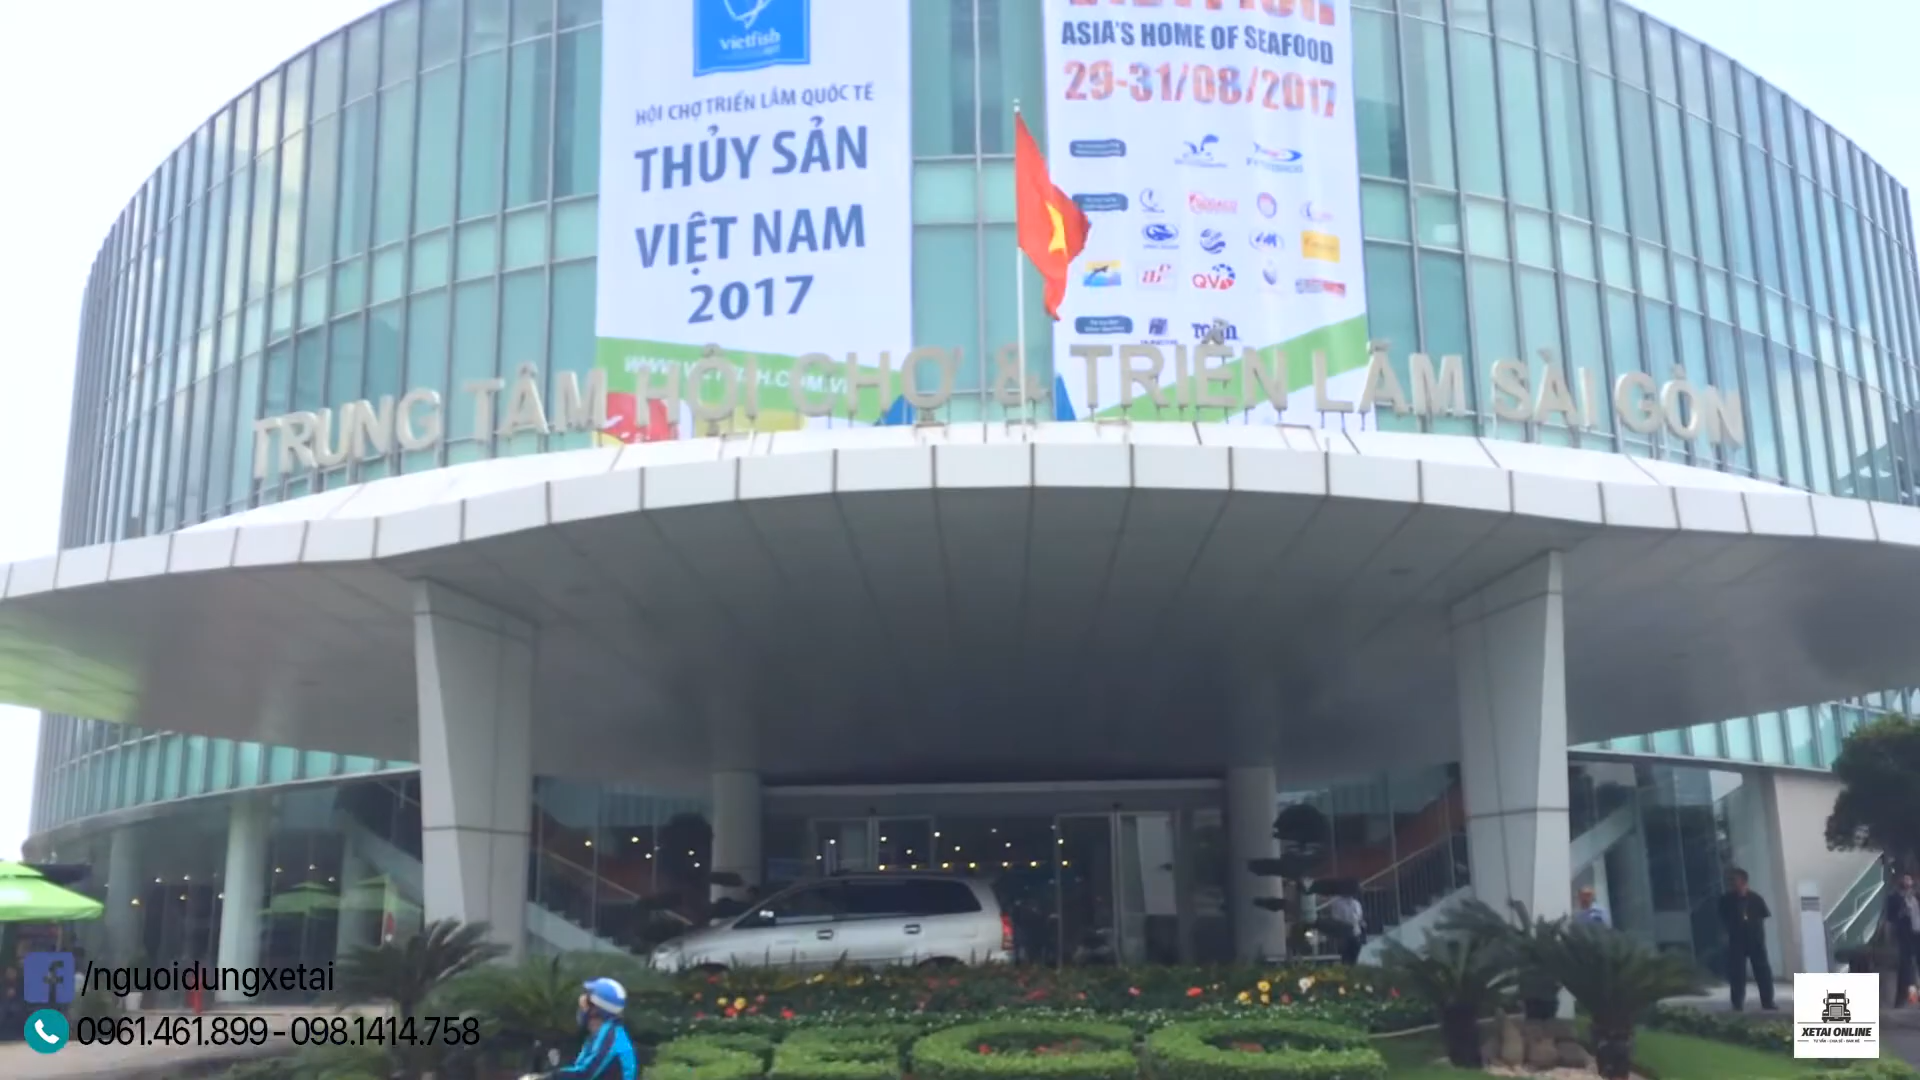 vietfish
HỘI CHỢ TRIỂN LÃM QUỐC TẾ
THỦY SẢN
VIỆT NAM
2017
ASIA'S HOME OF SEAFOOD
29-31/08/2017
QV
TRUNG TÂM HỘI CHỢ & TRIỂN LÃM SÀI GÒN
/nguoidungxetai
0961.461.899 - 098.1414.758
XETAI ONLINE